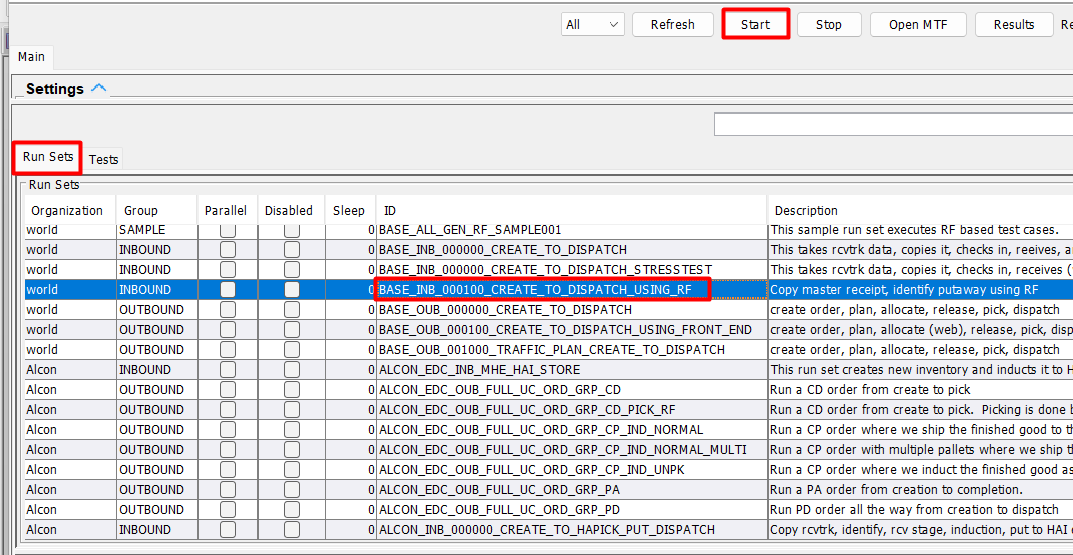 All Refresh Start Stop Open MTF Results Re
Main
Settings
Run Sets Tests
Run Sets
Organization Group Parallel Disabled Sleep ID Description
world SAMPLE 0 BASE_ALL_GEN_RF_SAMPLE001 This sample run set executes RF based test cases.
world INBOUND 0 BASE_INB_000000_CREATE_TO_DISPATCH This takes rcvtrk data, copies it, checks in, reeives, an
world INBOUND 0 BASE_INB_000000_CREATE_TO_DISPATCH_STRESSTEST This takes rcvtrk data, copies it, checks in, receives (
world INBOUND 0 BASE_INB_000100_CREATE_TO_DISPATCH_USING_RF Copy master receipt, identify putaway using RF
world OUTBOUND 0 BASE_OUB_000000_CREATE_TO_DISPATCH create order, plan, allocate, release, pick, dispatch
world OUTBOUND 0 BASE_OUB_000100_CREATE_TO_DISPATCH_USING_FRONT_END create order, plan, allocate (web), release, pick, disp
world OUTBOUND 0 BASE_OUB_001000_TRAFFIC_PLAN_CREATE_TO_DISPATCH create order, plan, allocate, release, pick, dispatch
Alcon INBOUND 0 ALCON_EDC_INB_MHE_HAI_STORE This run set creates new inventory and inducts it to H
Alcon OUTBOUND 0 ALCON_EDC_OUB_FULL_UC_ORD_GRP_CD Run a CD order from create to pick
Alcon OUTBOUND 0 ALCON_EDC_OUB_FULL_UC_ORD_GRP_CD_PICK_RF Run a CD order from create to pick. Picking is done b
Alcon OUTBOUND 0 ALCON_EDC_OUB_FULL_UC_ORD_GRP_CP_IND_NORMAL Run a CP order where we ship the finished good to th
Alcon OUTBOUND 0 ALCON_EDC_OUB_FULL_UC_ORD_GRP_CP_IND_NORMAL_MULTI Run a CP order with multiple pallets where we ship th
Alcon OUTBOUND 0 ALCON_EDC_OUB_FULL_UC_ORD_GRP_CP_IND_UNPK Run a CP order where we induct the finished good as
Alcon OUTBOUND 0 ALCON_EDC_OUB_FULL_UC_ORD_GRP_PA Run a PA order from creation to completion.
Alcon OUTBOUND 0 ALCON_EDC_OUB_FULL_UC_ORD_GRP_PD Run PD order all the way from creation to dispatch
Alcon INBOUND 0 ALCON_INB_000000_CREATE_TO_HAPICK_PUT_DISPATCH Copy rcvtrk, identify, rcv stage, induction, put to HAI